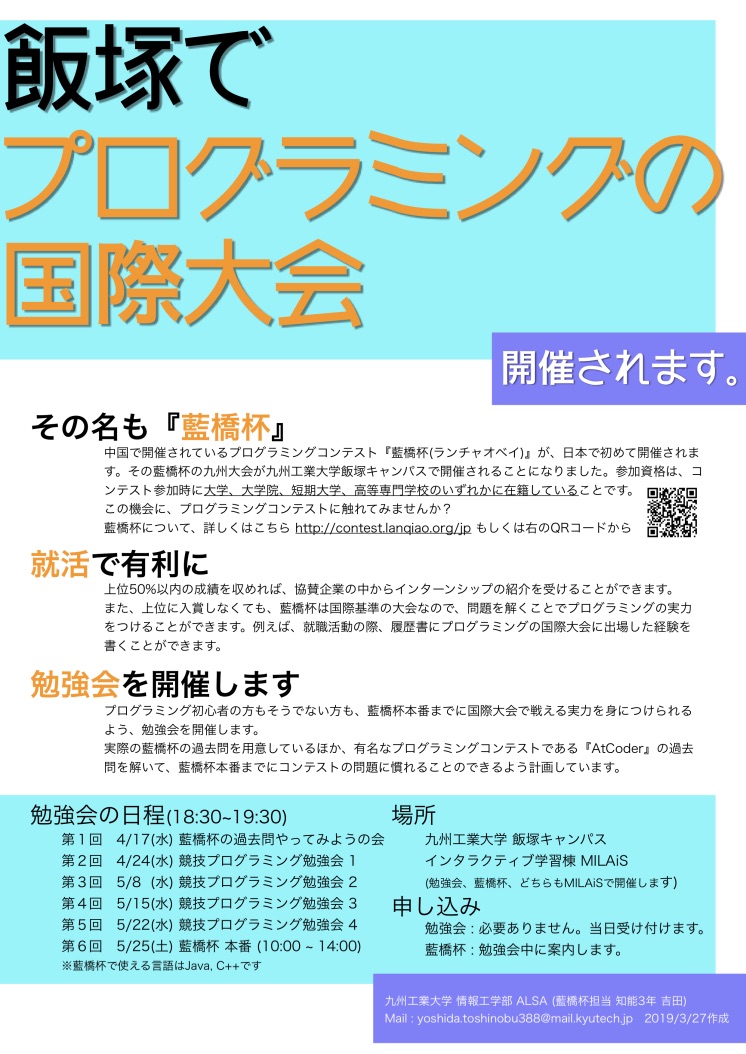 飯塚で
プログラミングの
国際大会
開催されます。
その名も『藍橋杯』
中国で開催されているプログラミングコンテスト『藍橋杯(ランチャオベイ)』が、日本で初めて開催されま
す。その藍橋杯の九州大会が九州工業大学飯塚キャンパスで開催されることになりました。参加資格は、コ
ンテスト参加時に大学、大学院、短期大学、高等専門学校のいずれかに在籍していることです。
この機会に、プログラミングコンテストに触れてみませんか？
藍橋杯について、詳しくはこちら http://contest.lanqiao.org/jp もしくは右のQRコードから
就活で有利に
上位50%以内の成績を収めれば、協賛企業の中からインターンシップの紹介を受けることができます。
また、上位に入賞しなくても、藍橋杯は国際基準の大会なので、問題を解くことでプログラミングの実力
をつけることができます。例えば、就職活動の際、履歴書にプログラミングの国際大会に出場した経験を
書くことができます。
勉強会を開催します
プログラミング初心者の方もそうでない方も、藍橋杯本番までに国際大会で戦える実力を身につけられる
よう、勉強会を開催します。
実際の藍橋杯の過去問を用意しているほか、有名なプログラミングコンテストである『AtCoder』の過去
問を解いて、藍橋杯本番までにコンテストの問題に慣れることのできるよう計画しています。
勉強会の日程(18:30~19:30)
第１回 4/17(水) 藍橋杯の過去問やってみようの会
第２回 4/24(水) 競技プログラミング勉強会 1
第３回 5/8 (水) 競技プログラミング勉強会 2
第４回 5/15(水) 競技プログラミング勉強会 3
第５回 5/22(水) 競技プログラミング勉強会 4
第６回 5/25(土) 藍橋杯 本番 (10:00 ~ 14:00)
※藍橋杯で使える言語はJava, C++です
場所
九州工業大学 飯塚キャンパス
インタラクティブ学習棟 MILAiS
(勉強会、藍橋杯、どちらもMILAiSで開催します)
申し込み
勉強会 : 必要ありません。当日受け付けます。
藍橋杯 : 勉強会中に案内します。
九州工業大学 情報工学部 ALSA (藍橋杯担当 知能3年 吉田)
Mail : yoshida.toshinobu388@mail.kyutech.jp 2019/3/27作成